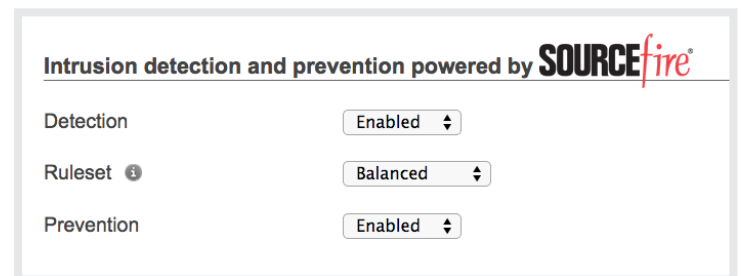 Intrusion detection and prevention powered by SOURCEfire®
Detection Enabled
Ruleset i Balanced
Prevention Enabled